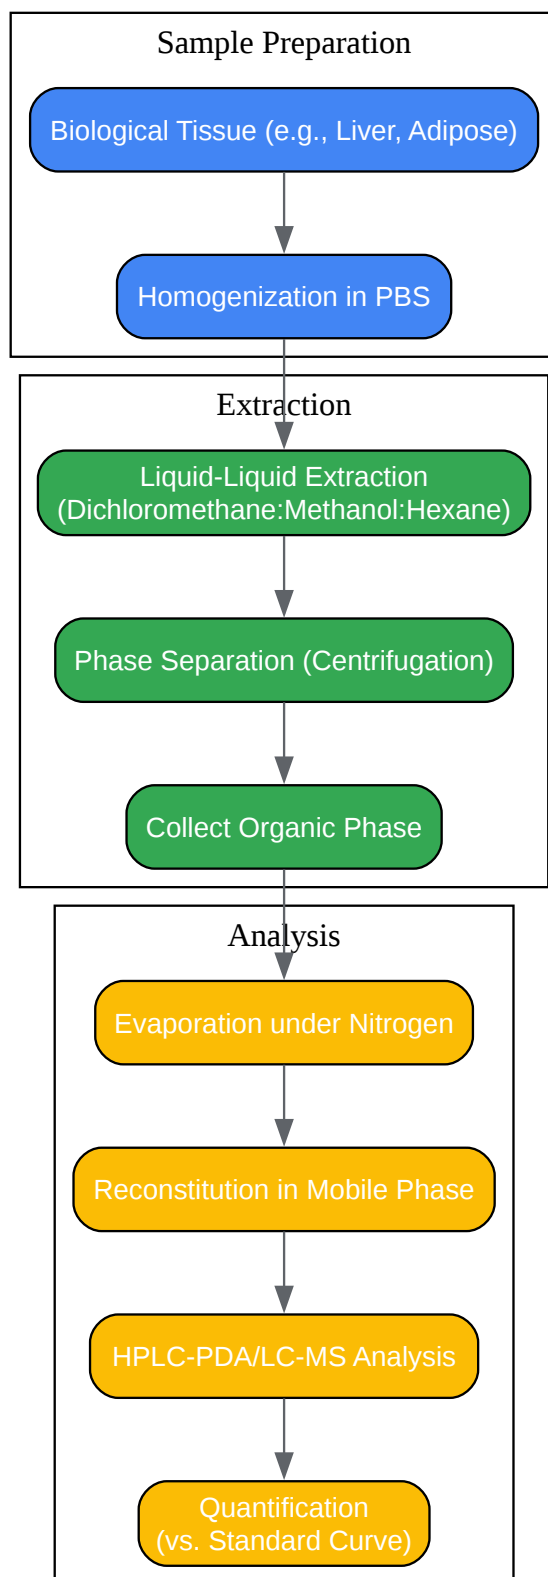 Sample Preparation
Biological Tissue (e.g., Liver, Adipose)
Homogenization in PBS
Extraction
Liquid-Liquid Extraction
(Dichloromethane:Methanol:Hexane)
Phase Separation (Centrifugation)
Collect Organic Phase
Analysis
Evaporation under Nitrogen
Reconstitution in Mobile Phase
HPLC-PDA/LC-MS Analysis
Quantification
(vs. Standard Curve)